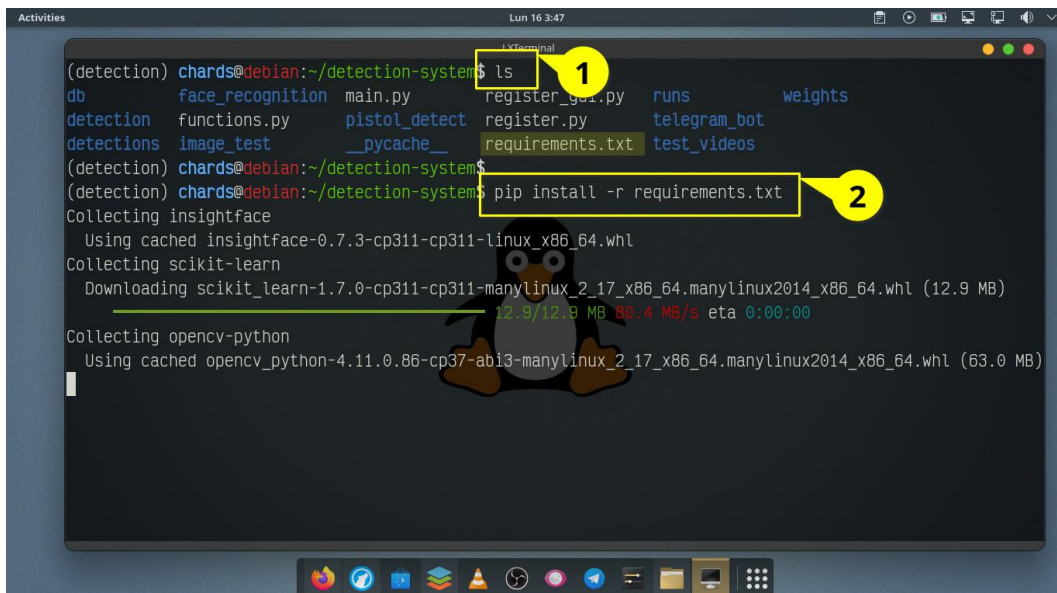 Activities Lun 16 3:47
LXTerminal
(detection) chards@debian:~/detection-system$ ls
1
db face_recognition main.py register_gui.py runs weights
detection functions.py pistol_detect register.py telegram_bot
detections image_test __pycache__ requirements.txt test_videos
(detection) chards@debian:~/detection-system$
(detection) chards@debian:~/detection-system$ pip install -r requirements.txt
2
Collecting insightface
Using cached insightface-0.7.3-cp311-cp311-linux_x86_64.whl
Collecting scikit-learn
Downloading scikit_learn-1.7.0-cp311-cp311-manylinux_2_17_x86_64.manylinux2014_x86_64.whl (12.9 MB)
12.9/12.9 MB 80.4 MB/s eta 0:00:00
Collecting opencv-python
Using cached opencv_python-4.11.0.86-cp37-abi3-manylinux_2_17_x86_64.manylinux2014_x86_64.whl (63.0 MB)